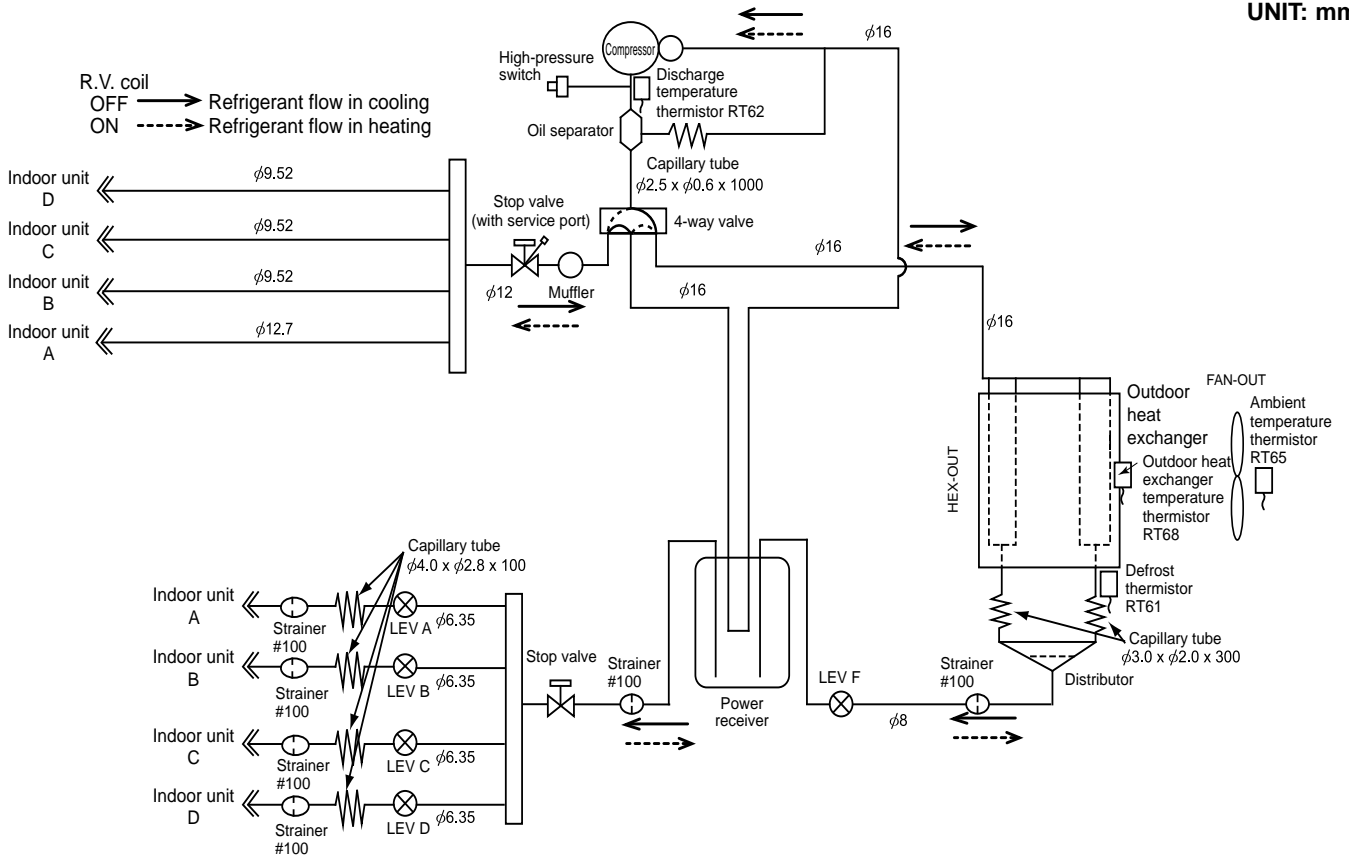 UNIT: mm
R.V. coil
OFF Refrigerant flow in cooling
ON Refrigerant flow in heating
Compressor
High-pressure
switch
Discharge
temperature
thermistor RT62
Oil separator
Capillary tube
ϕ2.5 x ϕ0.6 x 1000
ϕ16
4-way valve
Stop valve
(with service port)
ϕ12
Muffler
ϕ16
ϕ16
ϕ16
Indoor unit
D
ϕ9.52
Indoor unit
C
ϕ9.52
Indoor unit
B
ϕ9.52
Indoor unit
A
ϕ12.7
FAN-OUT
Outdoor
heat
exchanger
Ambient
temperature
thermistor
RT65
HEX-OUT
Outdoor heat
exchanger
temperature
thermistor
RT68
Defrost
thermistor
RT61
Capillary tube
ϕ3.0 x ϕ2.0 x 300
Distributor
Strainer
#100
ϕ8
LEV F
Power
receiver
Strainer
#100
Stop valve
Capillary tube
ϕ4.0 x ϕ2.8 x 100
Indoor unit
A
Strainer
#100
LEV A
ϕ6.35
Indoor unit
B
Strainer
#100
LEV B
ϕ6.35
Indoor unit
C
Strainer
#100
LEV C
ϕ6.35
Indoor unit
D
Strainer
#100
LEV D
ϕ6.35